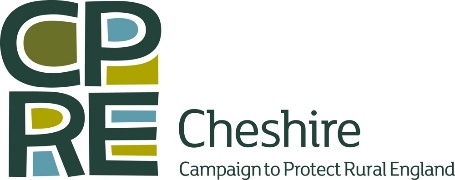 CP
RE
Cheshire
Campaign to Protect Rural England